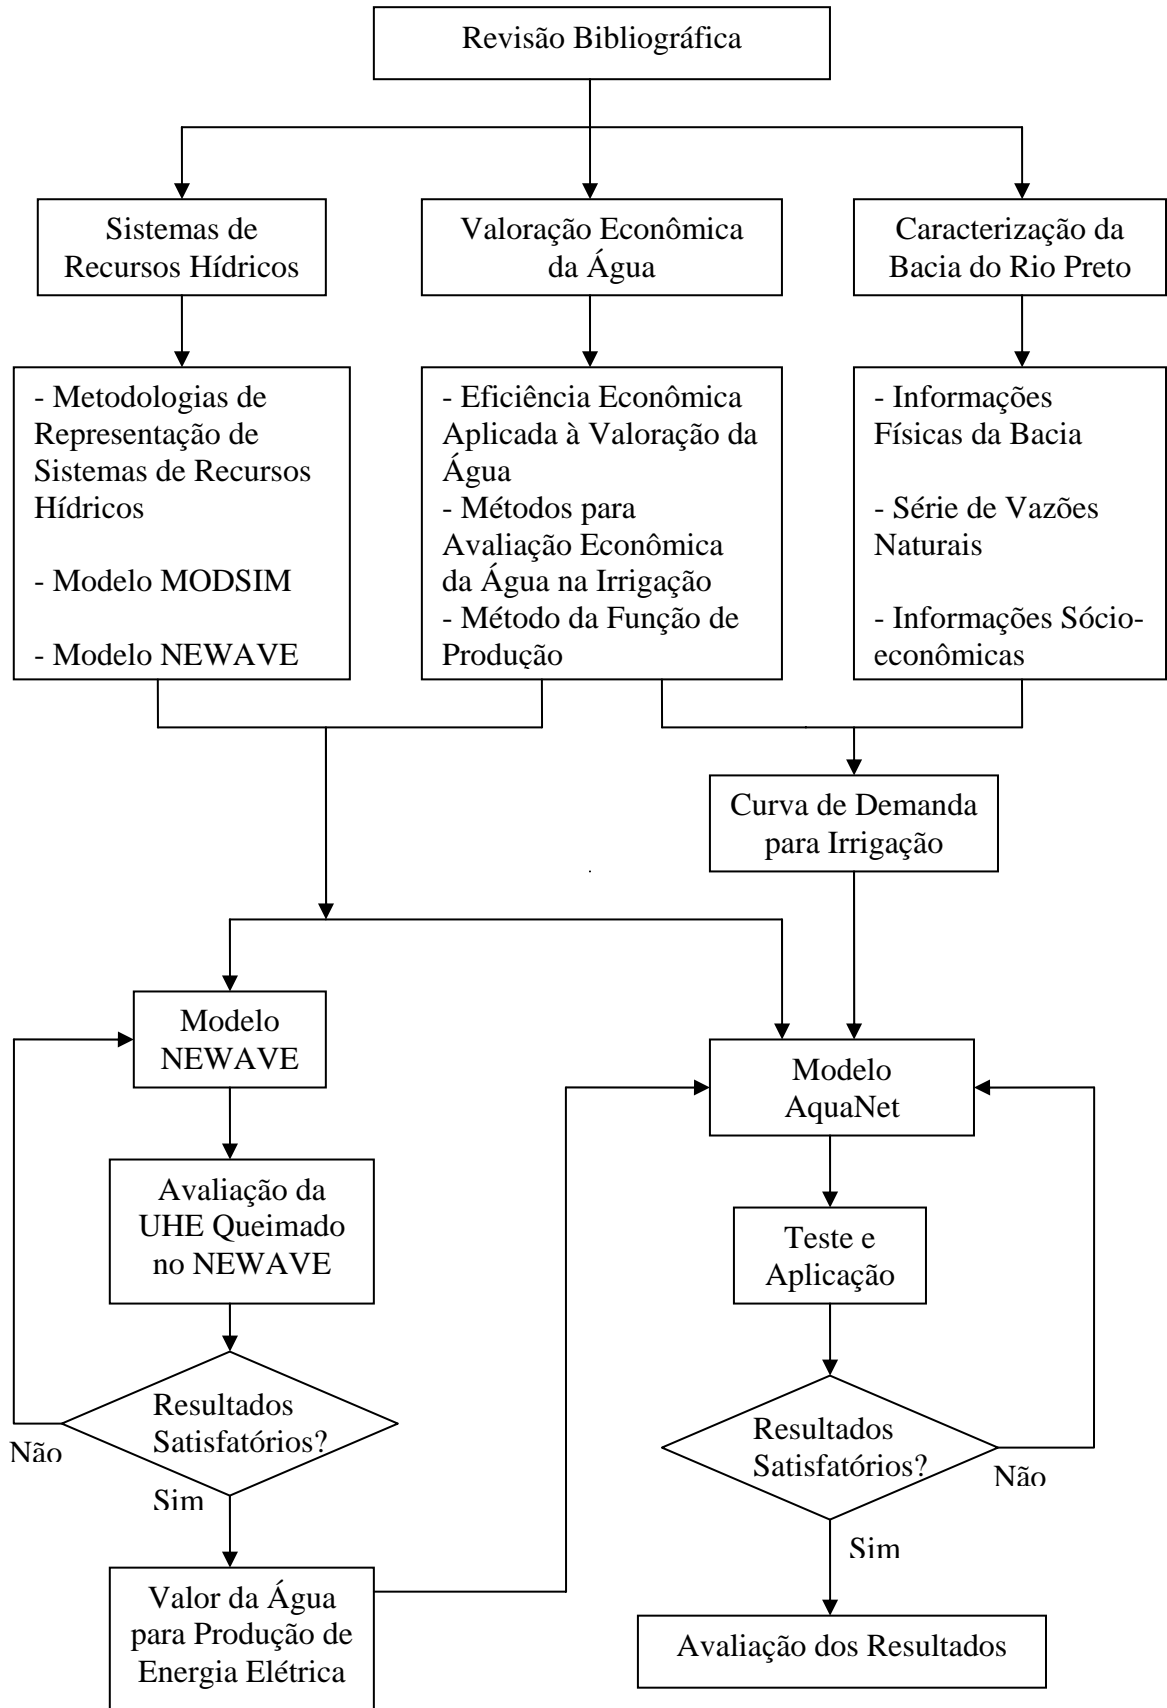 Revisão Bibliográfica
Sistemas de
Recursos Hídricos
Valoração Econômica
da Água
Caracterização da
Bacia do Rio Preto
- Metodologias de
Representação de
Sistemas de Recursos
Hídricos
- Modelo MODSIM
- Modelo NEWAVE
- Eficiência Econômica
Aplicada à Valoração da
Água
- Métodos para
Avaliação Econômica
da Água na Irrigação
- Método da Função de
Produção
- Informações
Físicas da Bacia
- Série de Vazões
Naturais
- Informações Sócio-
econômicas
Curva de Demanda
para Irrigação
Modelo
NEWAVE
Modelo
AquaNet
Avaliação da
UHE Queimado
no NEWAVE
Teste e
Aplicação
Resultados
Satisfatórios?
Não
Sim
Resultados
Satisfatórios?
Não
Sim
Valor da Água
para Produção de
Energia Elétrica
Avaliação dos Resultados